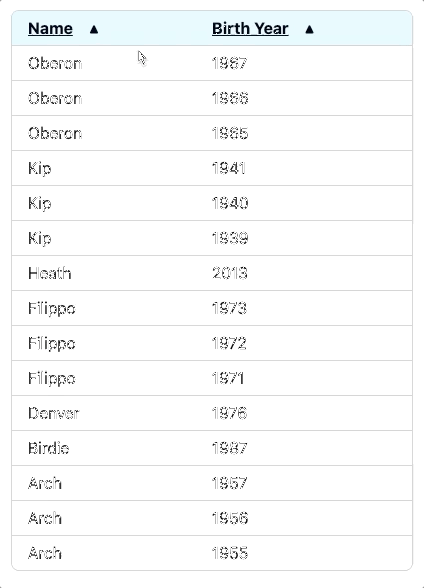 Name ▲ Birth Year ▲
Oberon 1967
Oberon 1966
Oberon 1965
Kip 1941
Kip 1940
Kip 1939
Heath 2013
Filippo 1973
Filippo 1972
Filippo 1971
Denver 1976
Birdie 1987
Arch 1957
Arch 1956
Arch 1955